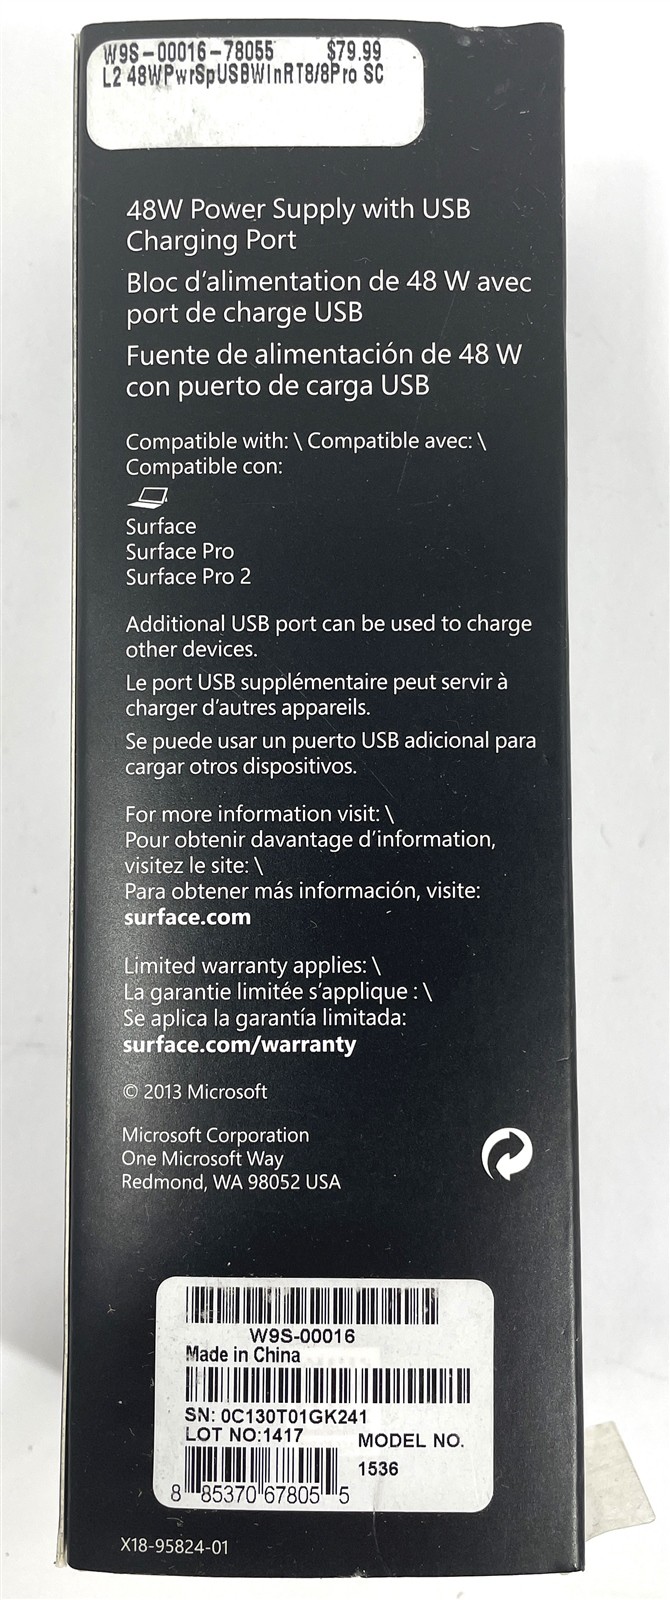 W9S-00016-78055 $79.99
L2 48WPwrSpUSBWInRT8/8Pro SC
48W Power Supply with USB
Charging Port
Bloc d'alimentation de 48 W avec
port de charge USB
Fuente de alimentación de 48 W
con puerto de carga USB
Compatible with: \ Compatible avec: \
Compatible con:
Surface
Surface Pro
Surface Pro 2
Additional USB port can be used to charge
other devices.
Le port USB supplémentaire peut servir à
charger d'autres appareils.
Se puede usar un puerto USB adicional para
cargar otros dispositivos.
For more information visit: \
Pour obtenir davantage d'information,
visitez le site: \
Para obtener más información, visite:
surface.com
Limited warranty applies: \
La garantie limitée s'applique : \
Se aplica la garantía limitada:
surface.com/warranty
© 2013 Microsoft
Microsoft Corporation
One Microsoft Way
Redmond, WA 98052 USA
W9S-00016
Made in China
SN: 0C130T01GK241
LOT NO:1417
MODEL NO.
1536
8 85370 67805 5
X18-95824-01